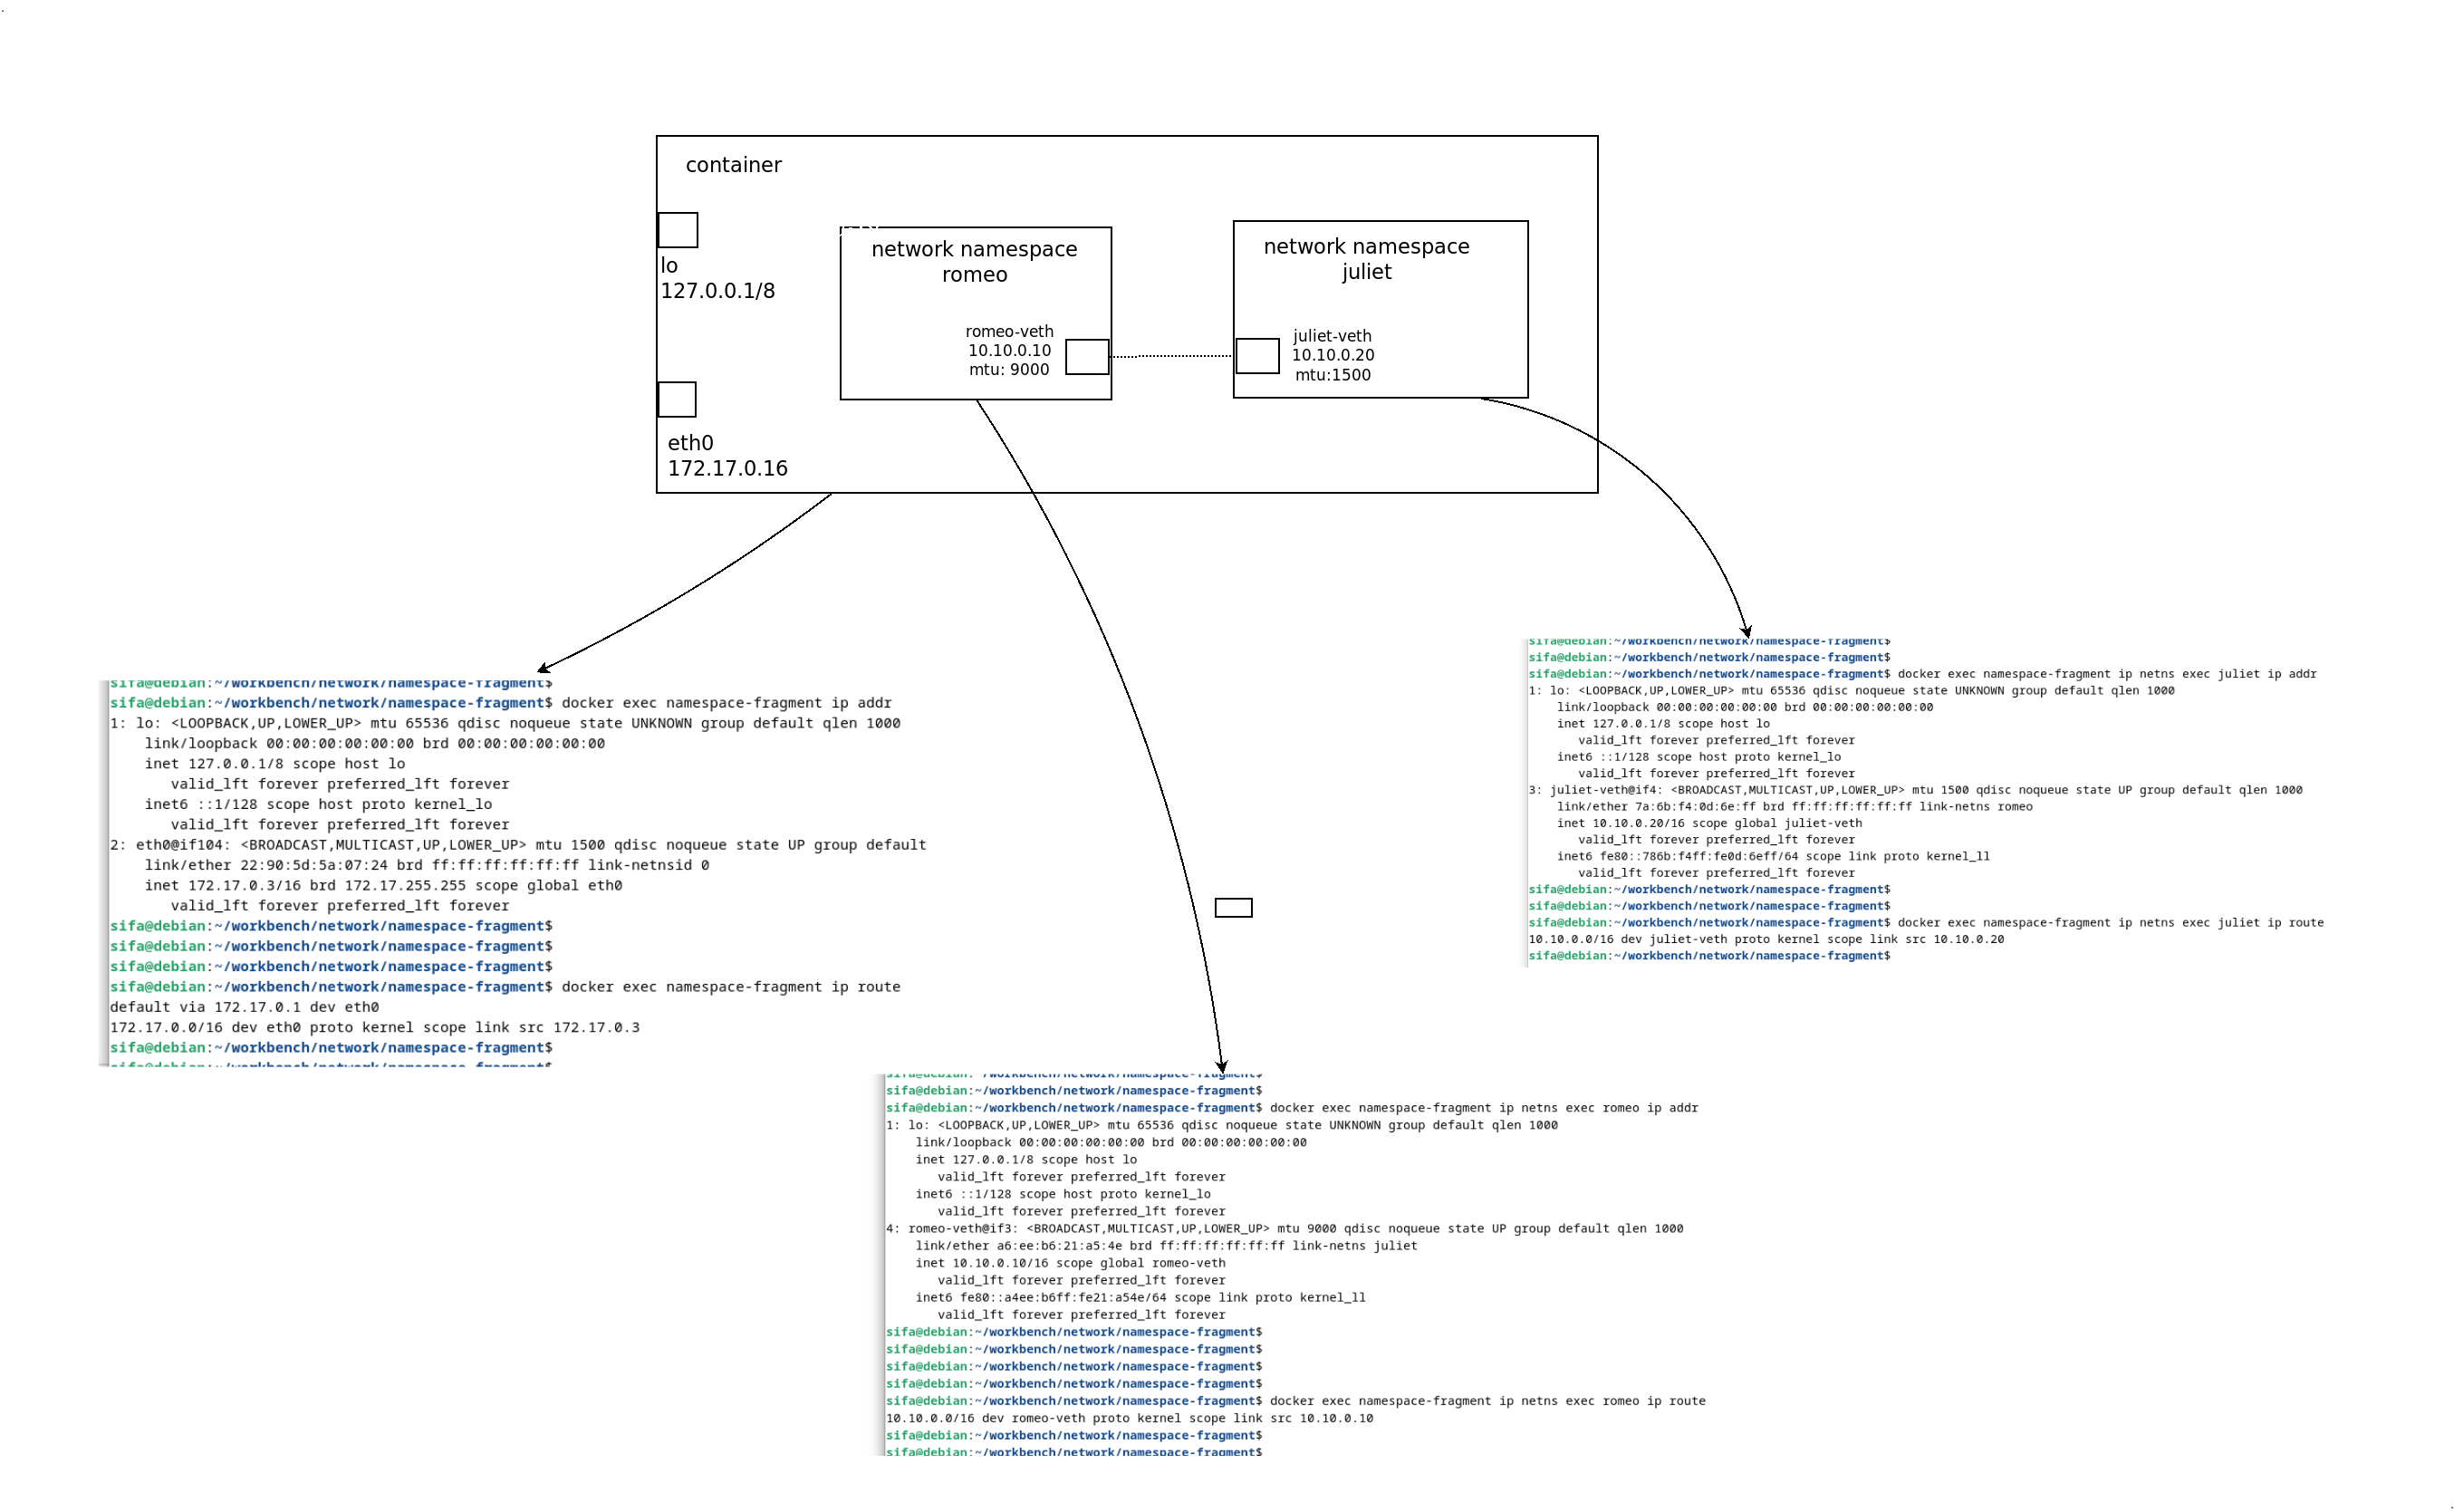 container
lo
127.0.0.1/8
eth0
172.17.0.16
network namespace
romeo
romeo-veth
10.10.0.10
mtu: 9000
network namespace
juliet
juliet-veth
10.10.0.20
mtu:1500
sifa@debian:~/workbench/network/namespace-fragment$
sifa@debian:~/workbench/network/namespace-fragment$ docker exec namespace-fragment ip addr
1: lo: <LOOPBACK,UP,LOWER_UP> mtu 65536 qdisc noqueue state UNKNOWN group default qlen 1000
    link/loopback 00:00:00:00:00:00 brd 00:00:00:00:00:00
    inet 127.0.0.1/8 scope host lo
       valid_lft forever preferred_lft forever
    inet6 ::1/128 scope host proto kernel_lo
       valid_lft forever preferred_lft forever
2: eth0@if104: <BROADCAST,MULTICAST,UP,LOWER_UP> mtu 1500 qdisc noqueue state UP group default
    link/ether 22:90:5d:5a:07:24 brd ff:ff:ff:ff:ff:ff link-netnsid 0
    inet 172.17.0.3/16 brd 172.17.255.255 scope global eth0
       valid_lft forever preferred_lft forever
sifa@debian:~/workbench/network/namespace-fragment$
sifa@debian:~/workbench/network/namespace-fragment$
sifa@debian:~/workbench/network/namespace-fragment$
sifa@debian:~/workbench/network/namespace-fragment$ docker exec namespace-fragment ip route
default via 172.17.0.1 dev eth0
172.17.0.0/16 dev eth0 proto kernel scope link src 172.17.0.3
sifa@debian:~/workbench/network/namespace-fragment$
sifa@debian:~/workbench/network/namespace-fragment$
sifa@debian:~/workbench/network/namespace-fragment$
sifa@debian:~/workbench/network/namespace-fragment$
sifa@debian:~/workbench/network/namespace-fragment$ docker exec namespace-fragment ip netns exec juliet ip addr
1: lo: <LOOPBACK,UP,LOWER_UP> mtu 65536 qdisc noqueue state UNKNOWN group default qlen 1000
    link/loopback 00:00:00:00:00:00 brd 00:00:00:00:00:00
    inet 127.0.0.1/8 scope host lo
       valid_lft forever preferred_lft forever
    inet6 ::1/128 scope host proto kernel_lo
       valid_lft forever preferred_lft forever
3: juliet-veth@if4: <BROADCAST,MULTICAST,UP,LOWER_UP> mtu 1500 qdisc noqueue state UP group default qlen 1000
    link/ether 7a:6b:f4:0d:6e:ff brd ff:ff:ff:ff:ff:ff link-netns romeo
    inet 10.10.0.20/16 scope global juliet-veth
       valid_lft forever preferred_lft forever
    inet6 fe80::786b:f4ff:fe0d:6eff/64 scope link proto kernel_ll
       valid_lft forever preferred_lft forever
sifa@debian:~/workbench/network/namespace-fragment$
sifa@debian:~/workbench/network/namespace-fragment$
sifa@debian:~/workbench/network/namespace-fragment$ docker exec namespace-fragment ip netns exec juliet ip route
10.10.0.0/16 dev juliet-veth proto kernel scope link src 10.10.0.20
sifa@debian:~/workbench/network/namespace-fragment$
sifa@debian:~/workbench/network/namespace-fragment$
sifa@debian:~/workbench/network/namespace-fragment$
sifa@debian:~/workbench/network/namespace-fragment$ docker exec namespace-fragment ip netns exec romeo ip addr
1: lo: <LOOPBACK,UP,LOWER_UP> mtu 65536 qdisc noqueue state UNKNOWN group default qlen 1000
    link/loopback 00:00:00:00:00:00 brd 00:00:00:00:00:00
    inet 127.0.0.1/8 scope host lo
       valid_lft forever preferred_lft forever
    inet6 ::1/128 scope host proto kernel_lo
       valid_lft forever preferred_lft forever
4: romeo-veth@if3: <BROADCAST,MULTICAST,UP,LOWER_UP> mtu 9000 qdisc noqueue state UP group default qlen 1000
    link/ether a6:ee:b6:21:a5:4e brd ff:ff:ff:ff:ff:ff link-netns juliet
    inet 10.10.0.10/16 scope global romeo-veth
       valid_lft forever preferred_lft forever
    inet6 fe80::a4ee:b6ff:fe21:a54e/64 scope link proto kernel_ll
       valid_lft forever preferred_lft forever
sifa@debian:~/workbench/network/namespace-fragment$
sifa@debian:~/workbench/network/namespace-fragment$
sifa@debian:~/workbench/network/namespace-fragment$
sifa@debian:~/workbench/network/namespace-fragment$
sifa@debian:~/workbench/network/namespace-fragment$ docker exec namespace-fragment ip netns exec romeo ip route
10.10.0.0/16 dev romeo-veth proto kernel scope link src 10.10.0.10
sifa@debian:~/workbench/network/namespace-fragment$
sifa@debian:~/workbench/network/namespace-fragment$